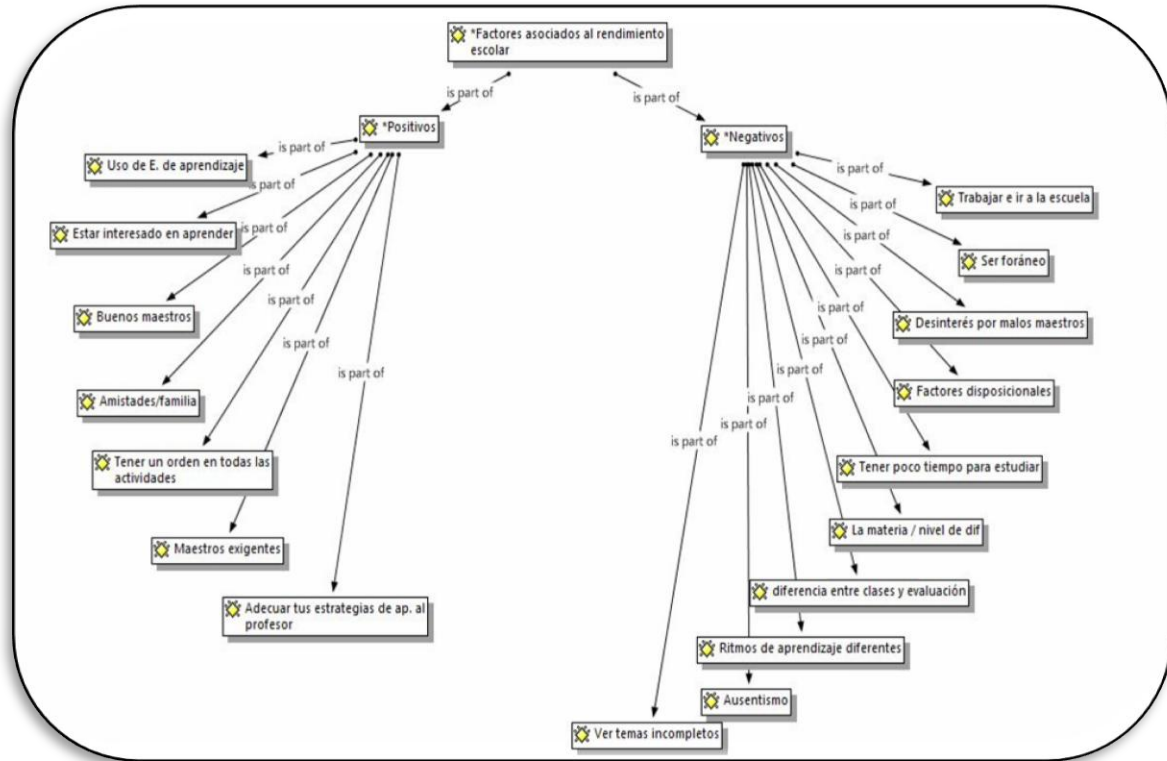 *Factores asociados al rendimiento
escolar
is part of
is part of
*Positivos
*Negativos
is part of
Uso de E. de aprendizaje
is part of
Estar interesado en aprender
is part of
Buenos maestros
is part of
Amistades/familia
is part of
Tener un orden en todas las
actividades
is part of
Maestros exigentes
is part of
Adecuar tus estrategias de ap. al
profesor
is part of
Trabajar e ir a la escuela
is part of
Ser foráneo
is part of
Desinterés por malos maestros
is part of
Factores disposicionales
is part of
Tener poco tiempo para estudiar
is part of
La materia / nivel de dif
is part of
diferencia entre clases y evaluación
is part of
Ritmos de aprendizaje diferentes
is part of
Ausentismo
is part of
Ver temas incompletos